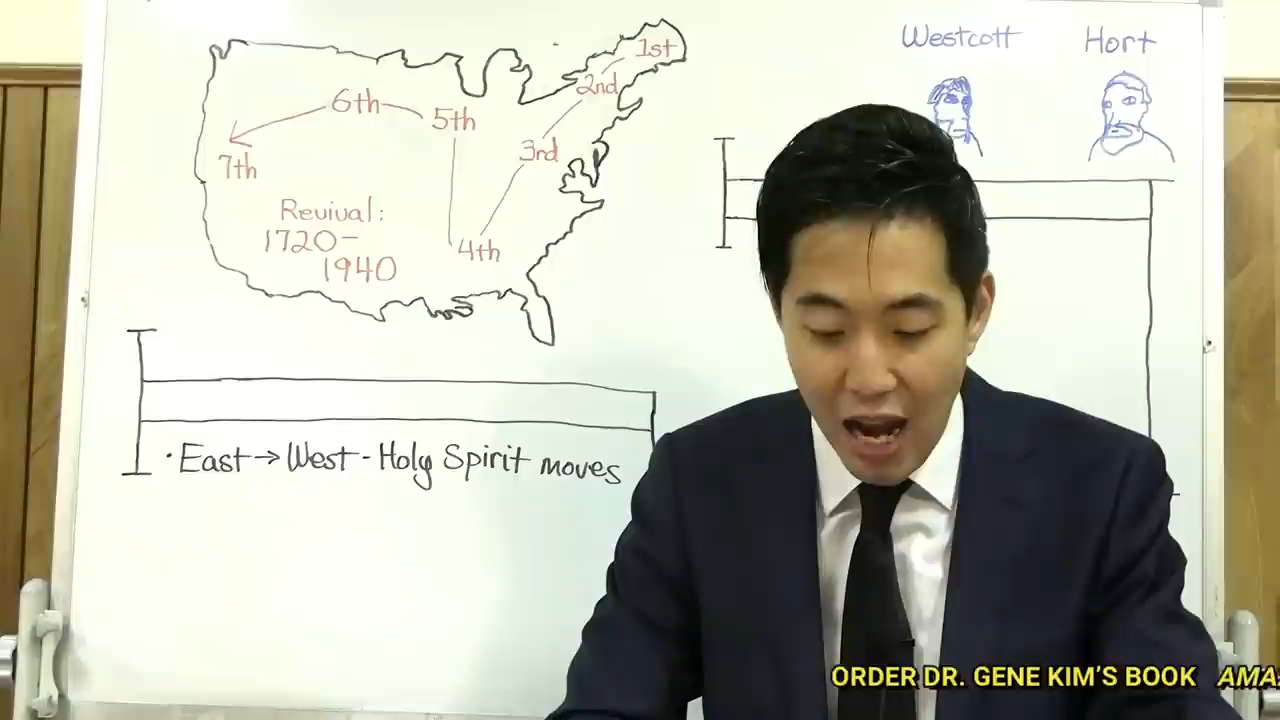 1st
2nd
3rd
4th
5th
6th
7th
Revival:
1720-
1940
• East → West - Holy Spirit moves
Westcott Hort
ORDER DR. GENE KIM'S BOOK AMA